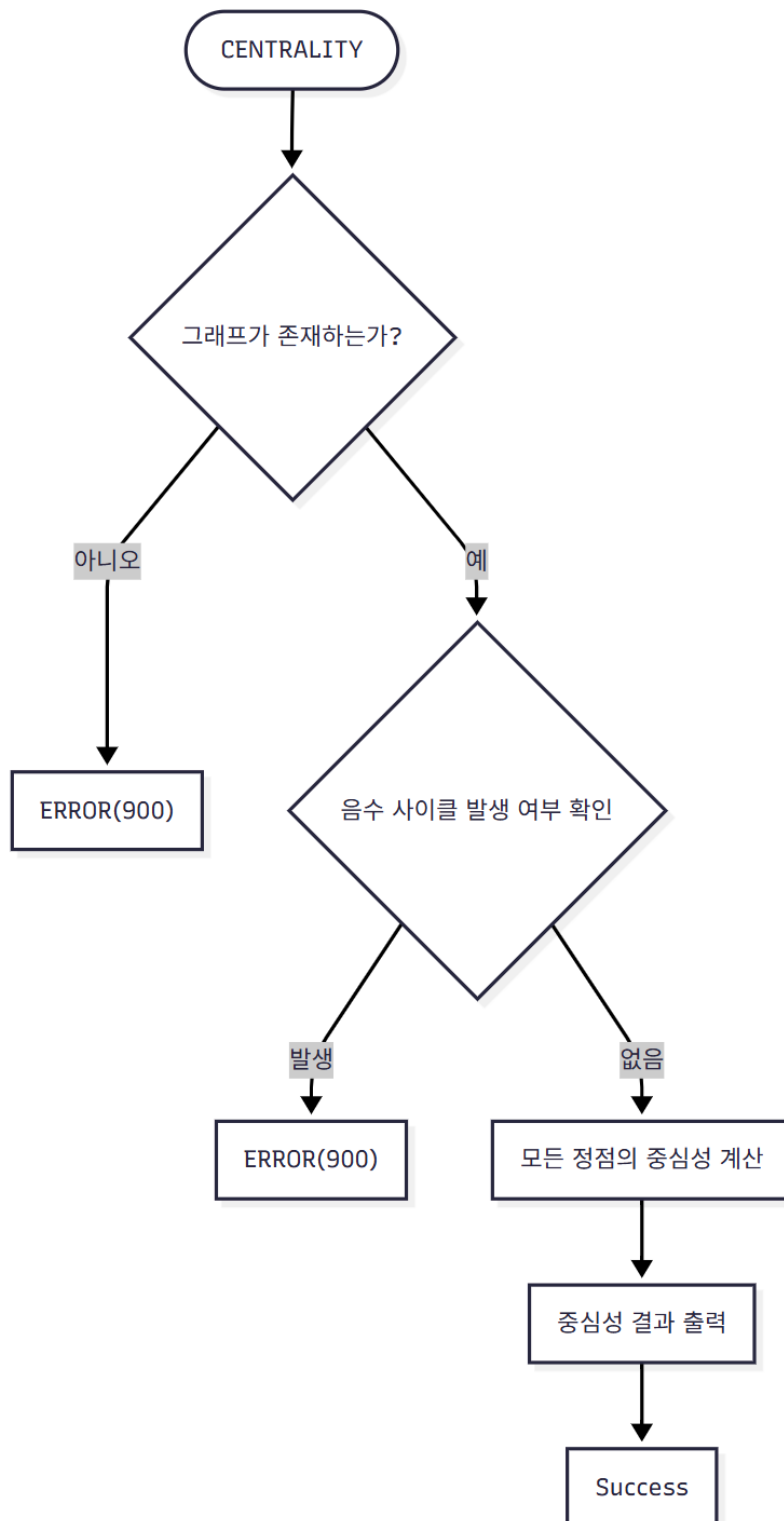 CENTRALITY
그래프가 존재하는가?
아니오
예
ERROR(900)
음수 사이클 발생 여부 확인
발생
없음
ERROR(900)
모든 정점의 중심성 계산
중심성 결과 출력
Success